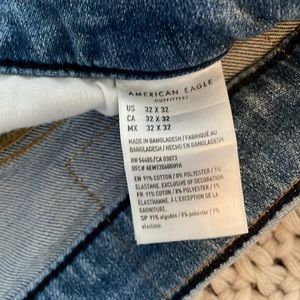 AMERICAN EAGLE
OUTFITTERS
US 32 X 32
CA 32 X 32
MX 32 X 32
MADE IN BANGLADESH / FABRIQUÉ AU
BANGLADESH / HECHO EN BANGLADESH
RN 54485/CA 03873
EN 91% COTTON / 8% POLYESTER / 1%
ELASTANE. EXCLUSIVE OF DECORATION.
FR 91% COTON / 8% POLYESTER / 1%
ÉLASTHANNE. À L'EXCEPTION DE LA
GARNITURE.
SP 91% algodón / 8% poliéster / 1%
elastano.